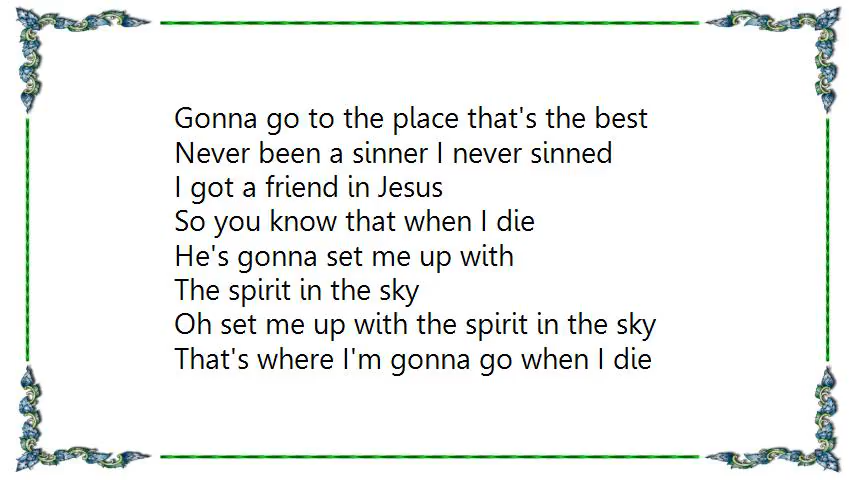 Gonna go to the place that's the best
Never been a sinner I never sinned
I got a friend in Jesus
So you know that when I die
He's gonna set me up with
The spirit in the sky
Oh set me up with the spirit in the sky
That's where I'm gonna go when I die